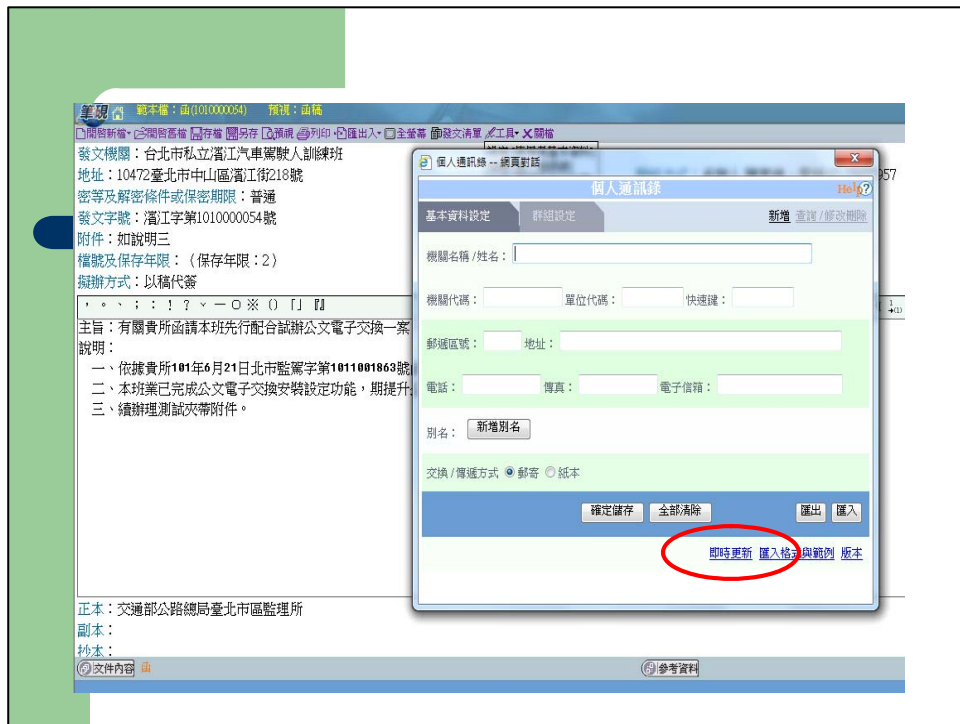 筆硯 範本檔：函(1010000054) 預視：函稿
開啓新檔 開啓舊檔 存檔 另存 預視 列印 匯出入 全螢幕 發文清單 工具 關檔
發文機關：台北市私立濱江汽車駕駛人訓練班
地址：10472臺北市中山區濱江街218號
957
密等及解密條件或保密期限：普通
發文字號：濱江字第1010000054號
附件：如說明三
檔號及保存年限：（保存年限：2）
擬辦方式：以稿代簽
，。、；：！？ˇ—○※（）「」『』
主旨：有關貴所函請本班先行配合試辦公文電子交換一案
說明：
一、依據貴所101年6月21日北市監駕字第1011001863號
二、本班業已完成公文電子交換安裝設定功能，期提升
三、續辦理測試夾帶附件。
正本：交通部公路總局臺北市區監理所
副本：
抄本：
文件內容 函 參考資料
個人通訊錄 -- 網頁對話
個人通訊錄 Help?
基本資料設定 群組設定 新增 查詢/修改刪除
機關名稱/姓名：
機關代碼： 單位代碼： 快速鍵：
郵遞區號： 地址：
電話： 傳真： 電子信箱：
別名： 新增別名
交換/傳遞方式 郵寄 紙本
確定儲存 全部清除 匯出 匯入
即時更新 匯入格式與範例 版本